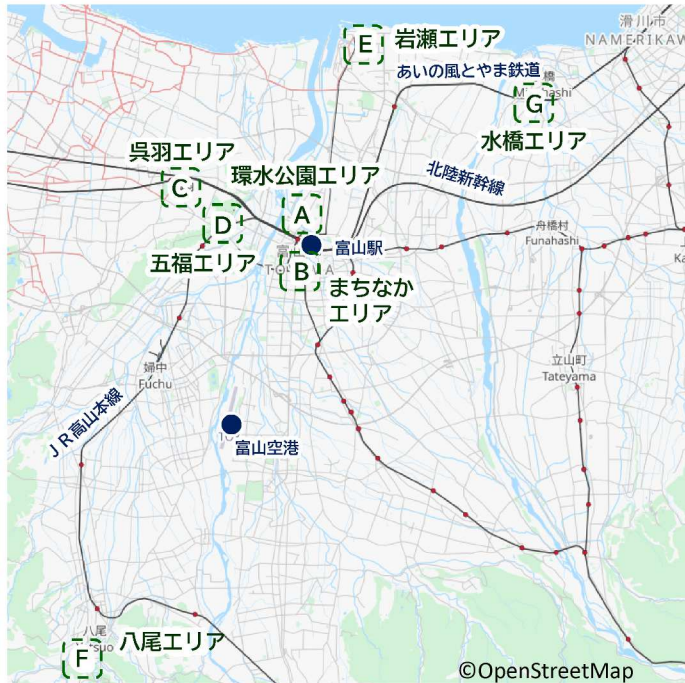 滑川市
NAMERIKAW
E
岩瀬エリア
あいの風とやま鉄道
橋
G
水橋エリア
呉羽エリア
C
環水公園エリア
北陸新幹線
A
D
舟橋村
Funahashi
富
富山駅
五福エリア
B
まちなか
エリア
Ka
婦中
Fuchu
立山町
Tateyama
JR高山本線
富山空港
八尾
八尾エリア
F
©OpenStreetMap